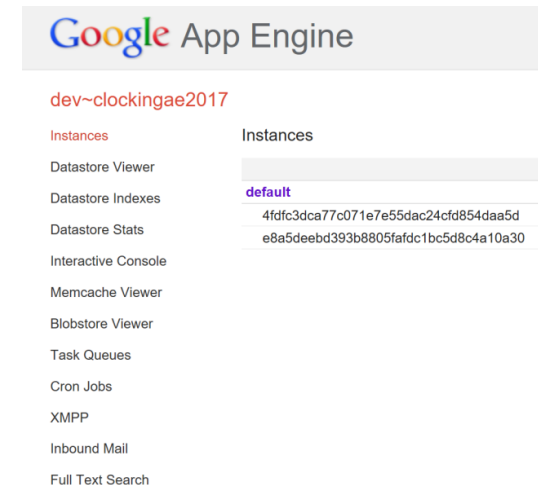 Google App Engine
dev~clockingae2017
Instances
Datastore Viewer
Datastore Indexes
Datastore Stats
Interactive Console
Memcache Viewer
Blobstore Viewer
Task Queues
Cron Jobs
XMPP
Inbound Mail
Full Text Search
Instances
default
4fdfc3dca77c071e7e55dac24cfd854daa5d
e8a5deebd393b8805fafdc1bc5d8c4a10a30